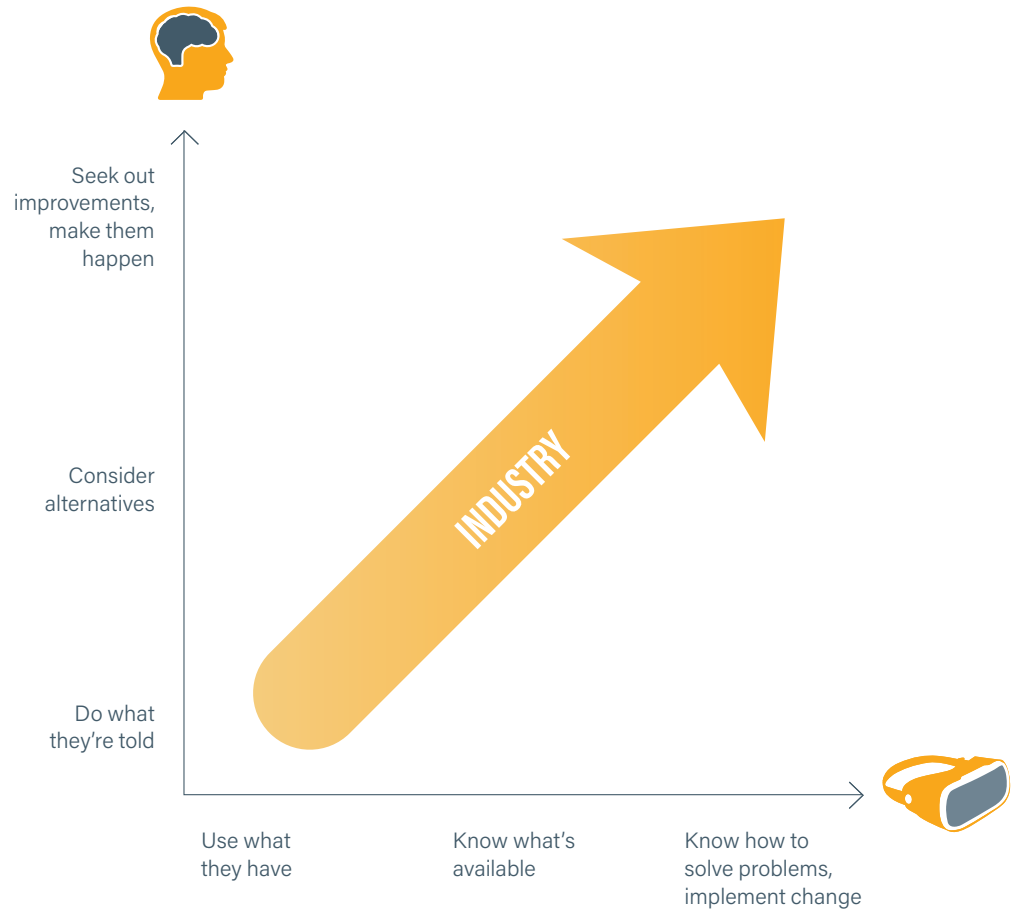 Seek out
improvements,
make them
happen
Consider
alternatives
Do what
they're told
INDUSTRY
Use what
they have
Know what's
available
Know how to
solve problems,
implement change